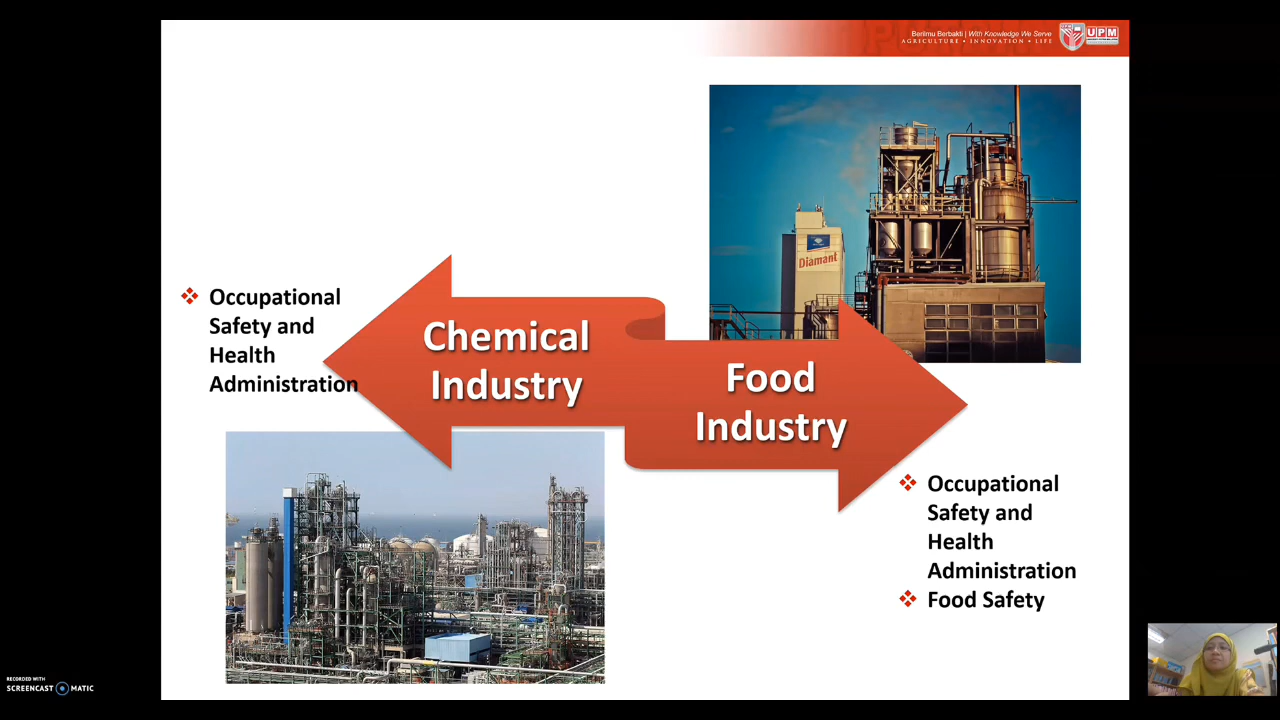 Berilmu Berbakti | With Knowledge We Serve
AGRICULTURE • INNOVATION • LIFE
UPM
Diamant
Occupational
Safety and
Health
Administration
Chemical
Industry
Food
Industry
Occupational
Safety and
Health
Administration
Food Safety
RECORDED WITH
SCREENCAST MATIC